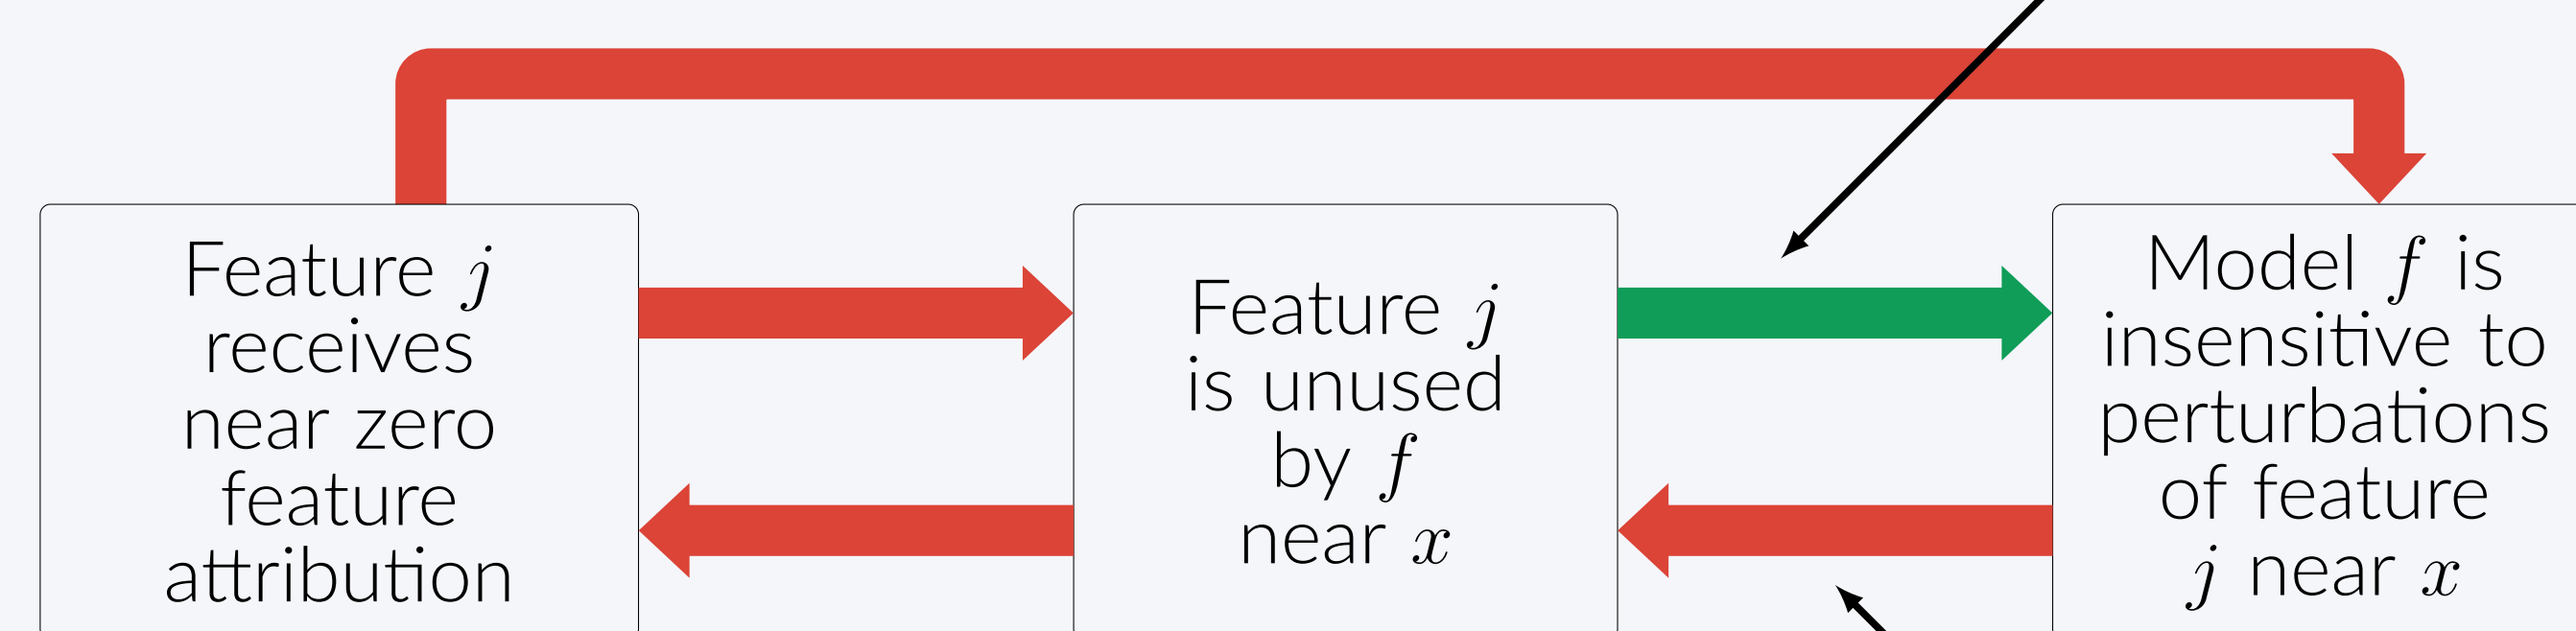 Feature j
receives
near zero
feature
attribution
Feature j
is unused
by f
near x
Model f is
insensitive to
perturbations
of feature
j near x